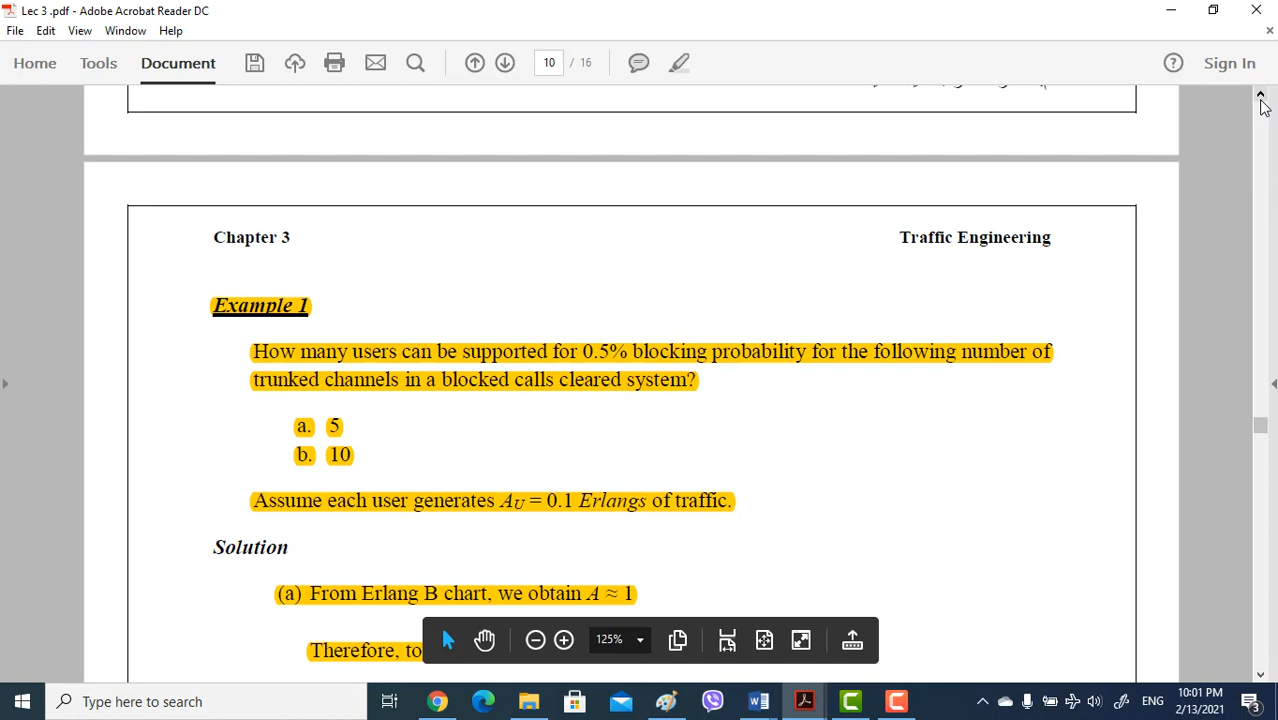 Lec 3 .pdf - Adobe Acrobat Reader DC
File Edit View Window Help
Home Tools Document 10 / 16 Sign In
Chapter 3 Traffic Engineering
Example 1
How many users can be supported for 0.5% blocking probability for the following number of
trunked channels in a blocked calls cleared system?
a. 5
b. 10
Assume each user generates AU = 0.1 Erlangs of traffic.
Solution
(a) From Erlang B chart, we obtain A ≈ 1
Therefore, to
125%
Type here to search
ENG
10:01 PM
2/13/2021
3